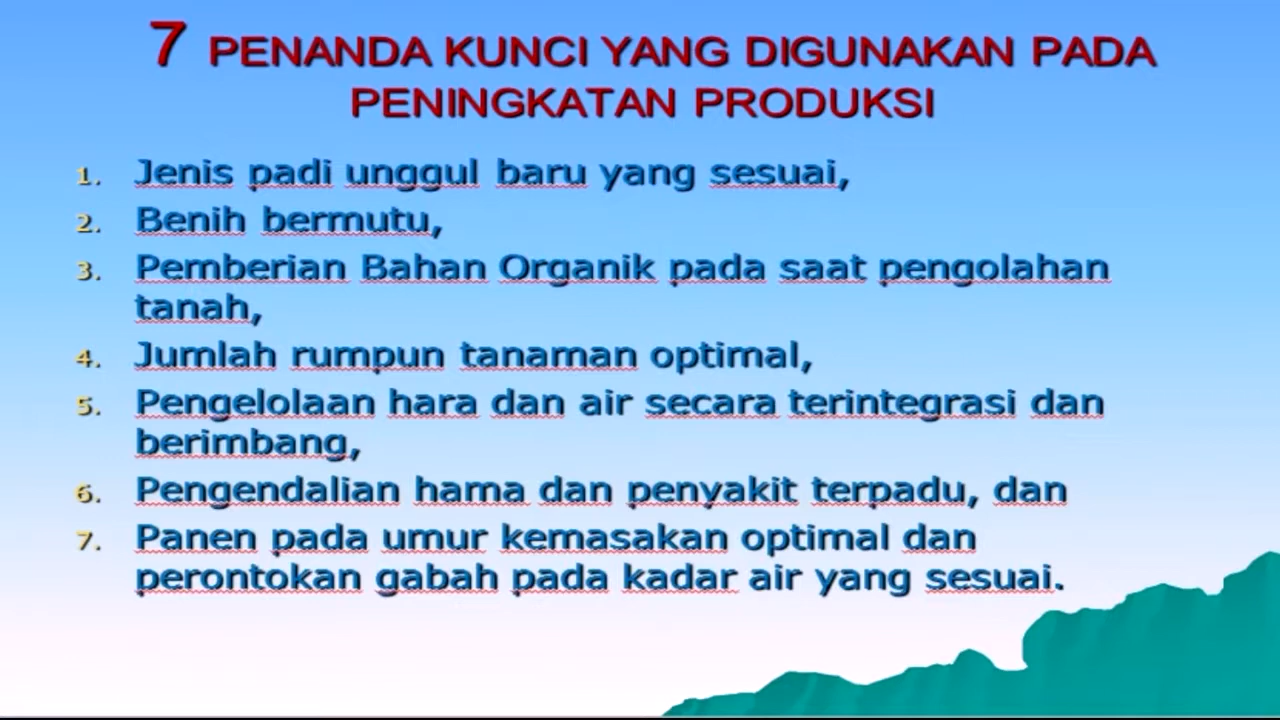 7 PENANDA KUNCI YANG DIGUNAKAN PADA
PENINGKATAN PRODUKSI
1. Jenis padi unggul baru yang sesuai,
2. Benih bermutu,
3. Pemberian Bahan Organik pada saat pengolahan
tanah,
4. Jumlah rumpun tanaman optimal,
5. Pengelolaan hara dan air secara terintegrasi dan
berimbang,
6. Pengendalian hama dan penyakit terpadu, dan
7. Panen pada umur kemasakan optimal dan
perontokan gabah pada kadar air yang sesuai.